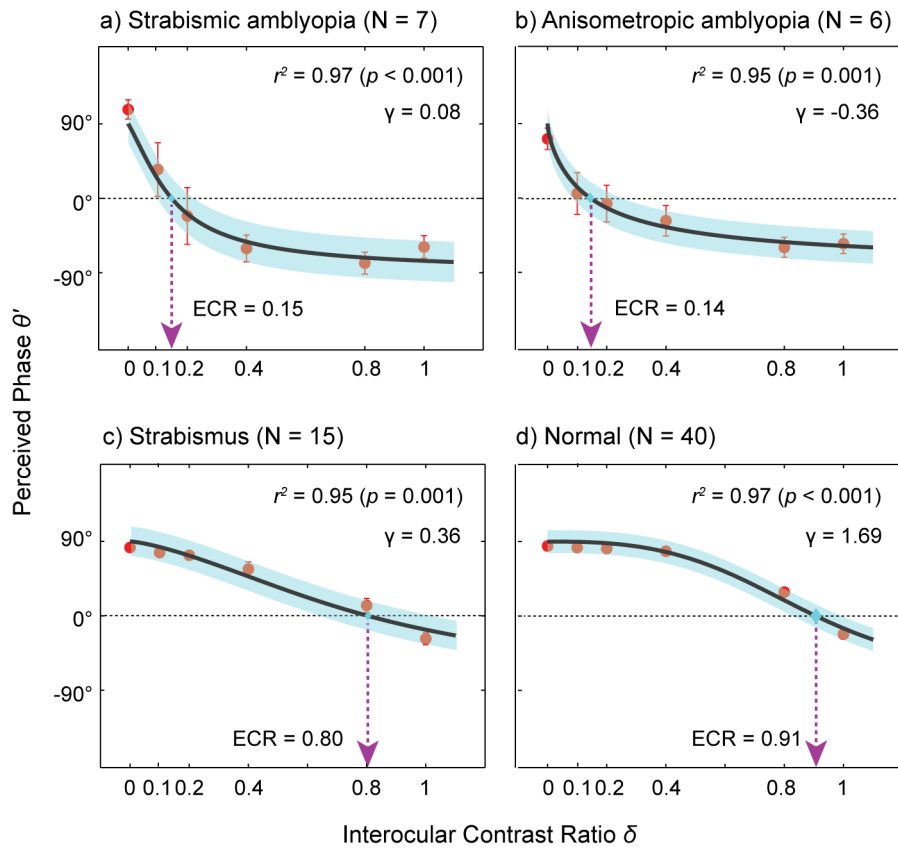 a) Strabismic amblyopia (N = 7)
r² = 0.97 (p < 0.001)
γ = 0.08
90°
0°
-90°
ECR = 0.15
0 0.1 0.2 0.4 0.8 1
b) Anisometropic amblyopia (N = 6)
r² = 0.95 (p = 0.001)
γ = -0.36
ECR = 0.14
0 0.1 0.2 0.4 0.8 1
Perceived Phase θ′
c) Strabismus (N = 15)
r² = 0.95 (p = 0.001)
γ = 0.36
90°
0°
-90°
ECR = 0.80
0 0.1 0.2 0.4 0.8 1
d) Normal (N = 40)
r² = 0.97 (p < 0.001)
γ = 1.69
ECR = 0.91
0 0.1 0.2 0.4 0.8 1
Interocular Contrast Ratio δ